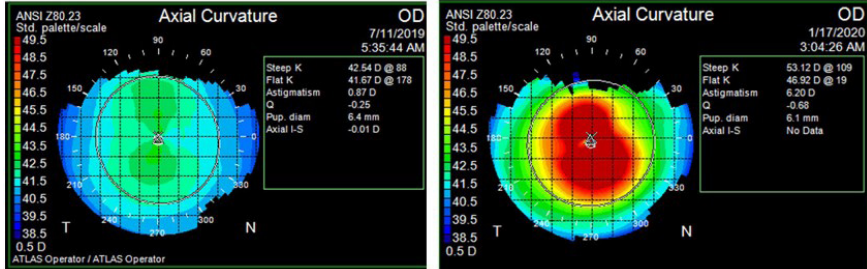 ANSI Z80.23
Std. palette/scale
Axial Curvature
OD
7/11/2019
5:35:44 AM
49.5
48.5
47.5
46.5
45.5
44.5
43.5
42.5
41.5
40.5
39.5
38.5
0.5 D
120
90
60
150
30
180
0
210
330
240
270
300
T
N
Steep K 42.54 D @ 88
Flat K 41.67 D @ 178
Astigmatism 0.87 D
Q -0.25
Pup. diam 6.4 mm
Axial I-S -0.01 D
ATLAS Operator / ATLAS Operator
ANSI Z80.23
Std. palette/scale
Axial Curvature
OD
1/17/2020
3:04:26 AM
49.5
48.5
47.5
46.5
45.5
44.5
43.5
42.5
41.5
40.5
39.5
38.5
0.5 D
120
90
60
150
30
180
0
210
330
240
270
300
T
N
Steep K 53.12 D @ 109
Flat K 46.92 D @ 19
Astigmatism 6.20 D
Q -0.68
Pup. diam 6.1 mm
Axial I-S No Data